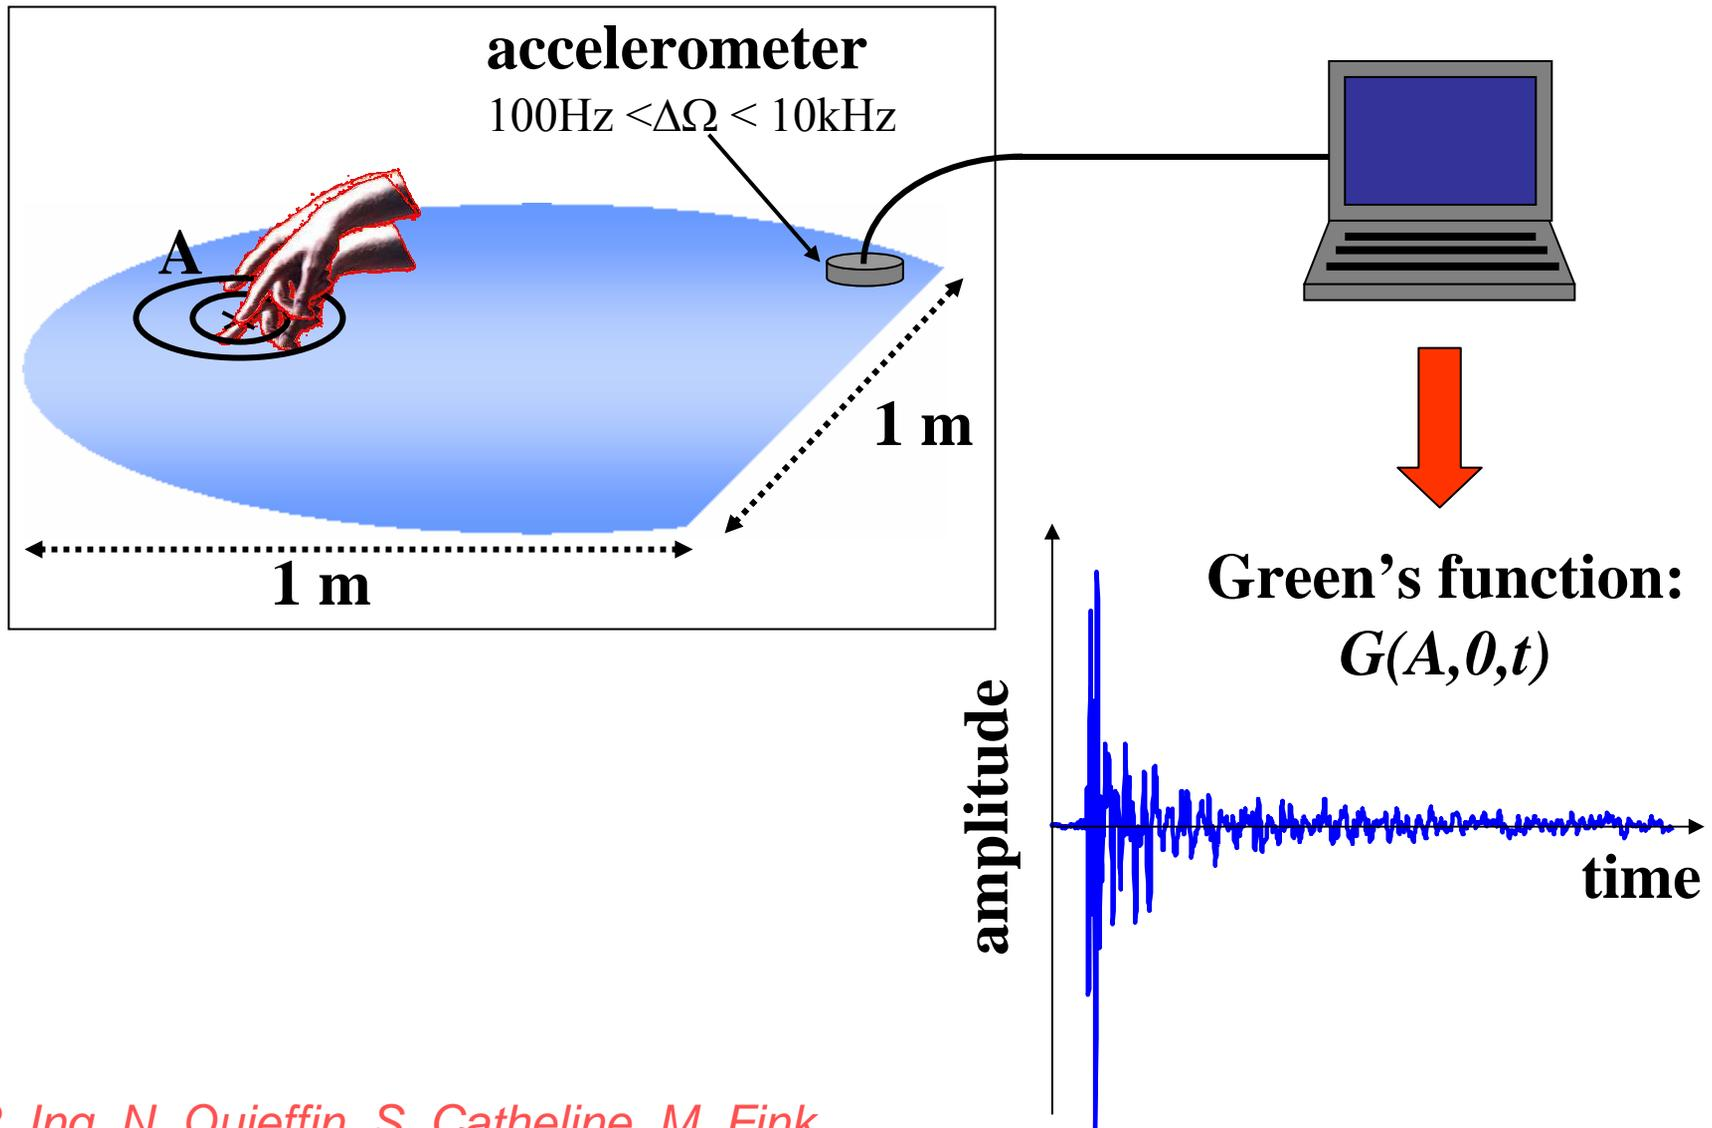 accelerometer
100Hz <ΔΩ < 10kHz
A
1 m
1 m
Green’s function:
G(A,0,t)
amplitude
time
Ing, N. Quieffin, S. Catheline, M. Fink